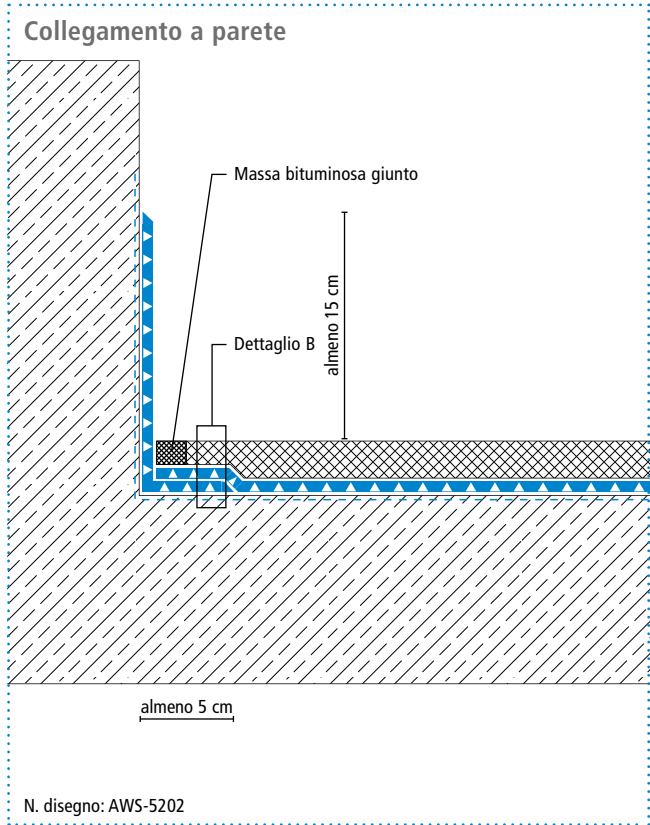 Collegamento a parete
Massa bituminosa giunto
almeno 15 cm
Dettaglio B
almeno 5 cm
N. disegno: AWS-5202